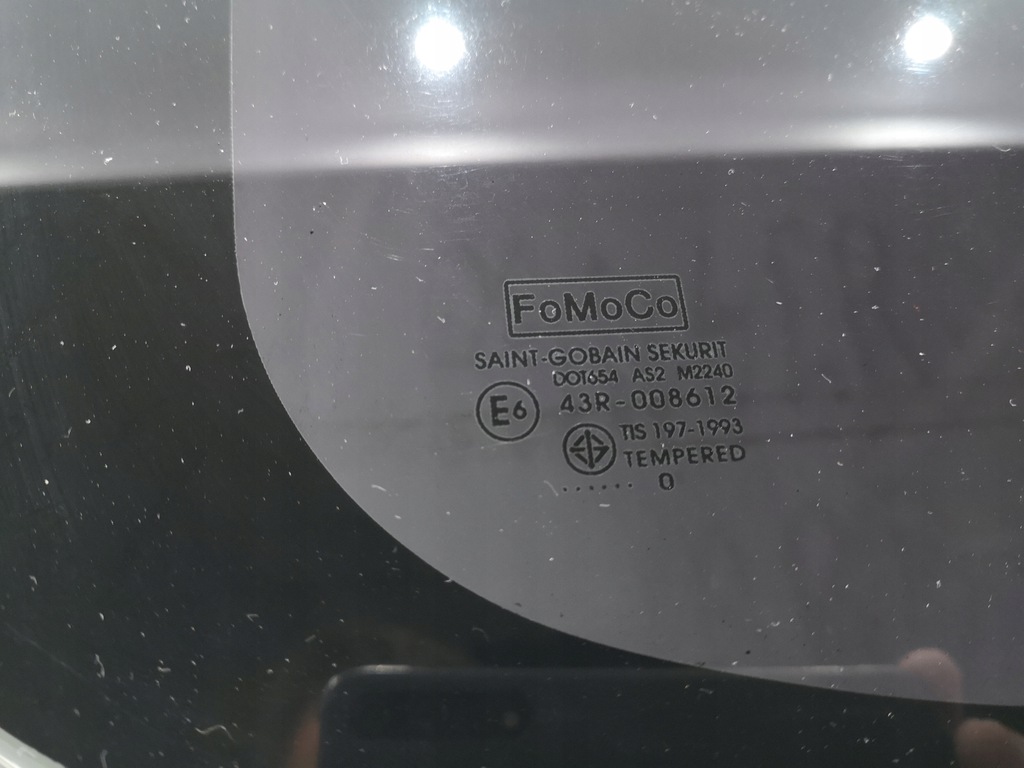 FoMoCo
SAINT-GOBAIN SEKURIT
DOT654 AS2 M2240
E6 43R-008612
TIS 197-1993
TEMPERED
...... 0